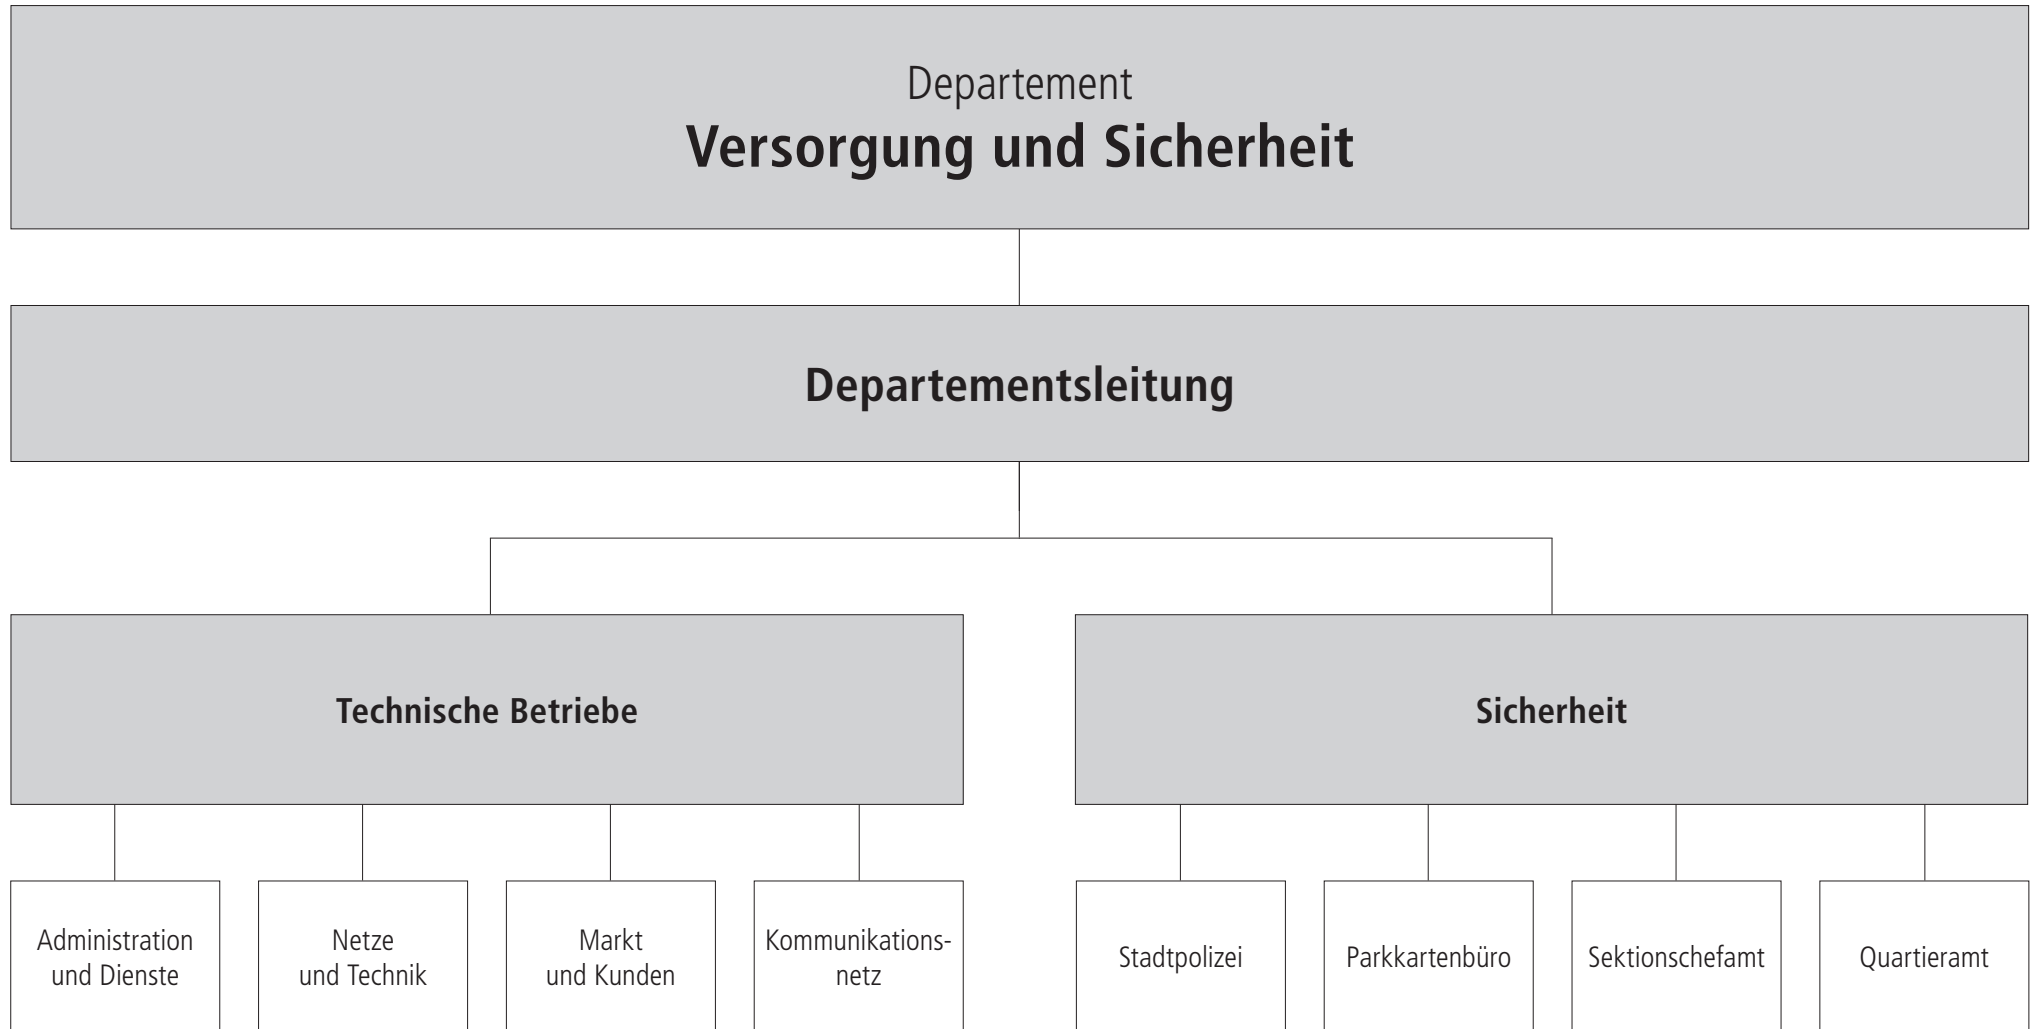 Departement
Versorgung und Sicherheit
Departementsleitung
Technische Betriebe
Sicherheit
Administration
und Dienste
Netze
und Technik
Markt
und Kunden
Kommunikations-
netz
Stadtpolizei
Parkkartenbüro
Sektionschefamt
Quartieramt